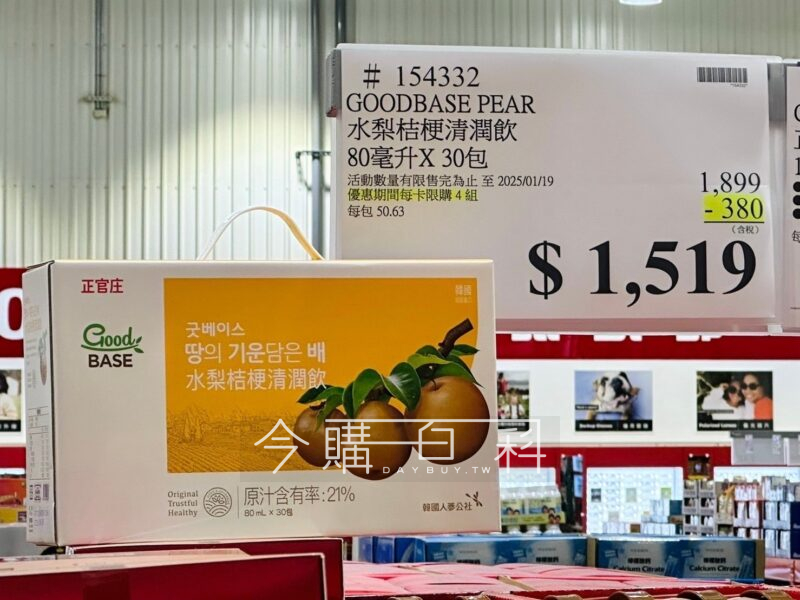 # 154332
GOODBASE PEAR
水梨桔梗清潤飲
80毫升X 30包
活動數量有限售完為止 至 2025/01/19
優惠期間每卡限購 4 組
每包 50.63
1,899
- 380
(含稅)
$ 1,519
正官庄
Good
BASE
韓國
굿베이스
땅의 기운담은 배
水梨桔梗清潤飲
Original
Trustful
Healthy
原汁含有率: 21%
80 mL X 30包
韓國人蔘公社
今購百科
DAYBUY.TW
Calcium Citrate
Calcium Citrate